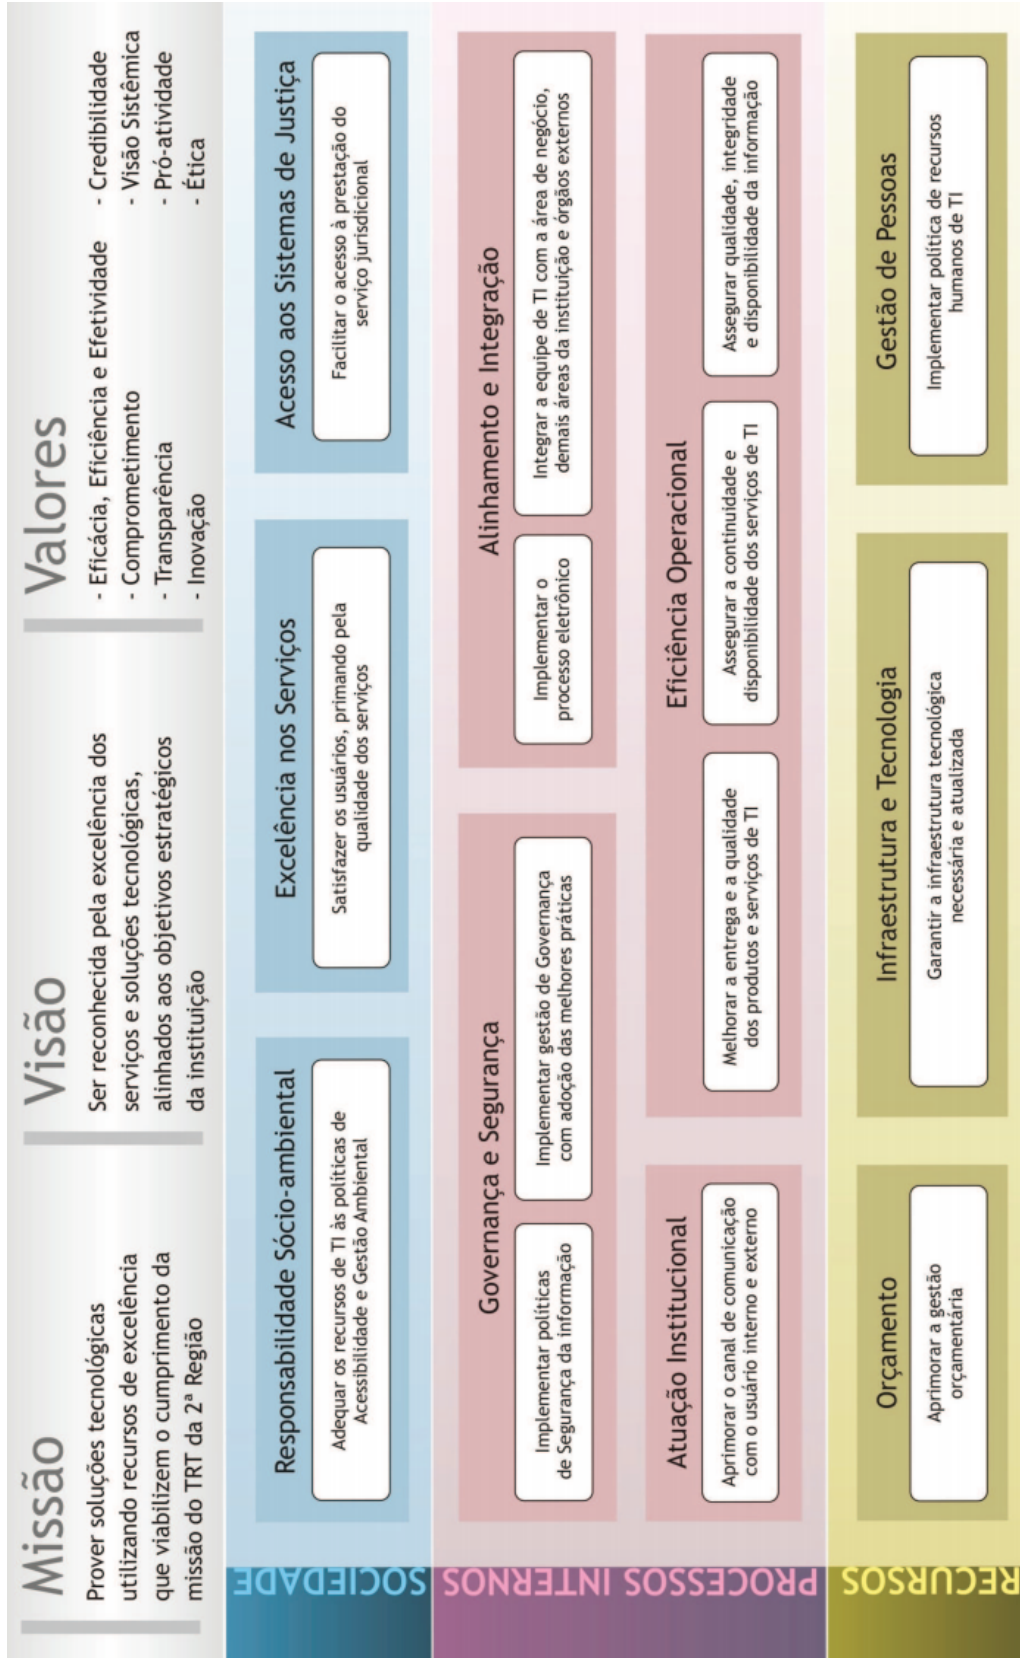 Missão
Prover soluções tecnológicas
utilizando recursos de excelência
que viabilizem o cumprimento da
missão do TRT da 2ª Região
Visão
Ser reconhecida pela excelência dos
serviços e soluções tecnológicas,
alinhados aos objetivos estratégicos
da instituição
Valores
- Eficácia, Eficiência e Efetividade
- Comprometimento
- Transparência
- Inovação
- Credibilidade
- Visão Sistêmica
- Pró-atividade
- Ética
SOCIEDADE
Responsabilidade Sócio-ambiental
Adequar os recursos de TI às políticas de
Acessibilidade e Gestão Ambiental
Excelência nos Serviços
Satisfazer os usuários, primando pela
qualidade dos serviços
Acesso aos Sistemas de Justiça
Facilitar o acesso à prestação do
serviço jurisdicional
PROCESSOS INTERNOS
Governança e Segurança
Implementar políticas
de Segurança da informação
Implementar gestão de Governança
com adoção das melhores práticas
Alinhamento e Integração
Implementar o
processo eletrônico
Integrar a equipe de TI com a área de negócio,
demais áreas da instituição e órgãos externos
Atuação Institucional
Aprimorar o canal de comunicação
com o usuário interno e externo
Eficiência Operacional
Melhorar a entrega e a qualidade
dos produtos e serviços de TI
Assegurar a continuidade e
disponibilidade dos serviços de TI
Assegurar qualidade, integridade
e disponibilidade da informação
RECURSOS
Orçamento
Aprimorar a gestão
orçamentária
Infraestrutura e Tecnologia
Garantir a infraestrutura tecnológica
necessária e atualizada
Gestão de Pessoas
Implementar política de recursos
humanos de TI